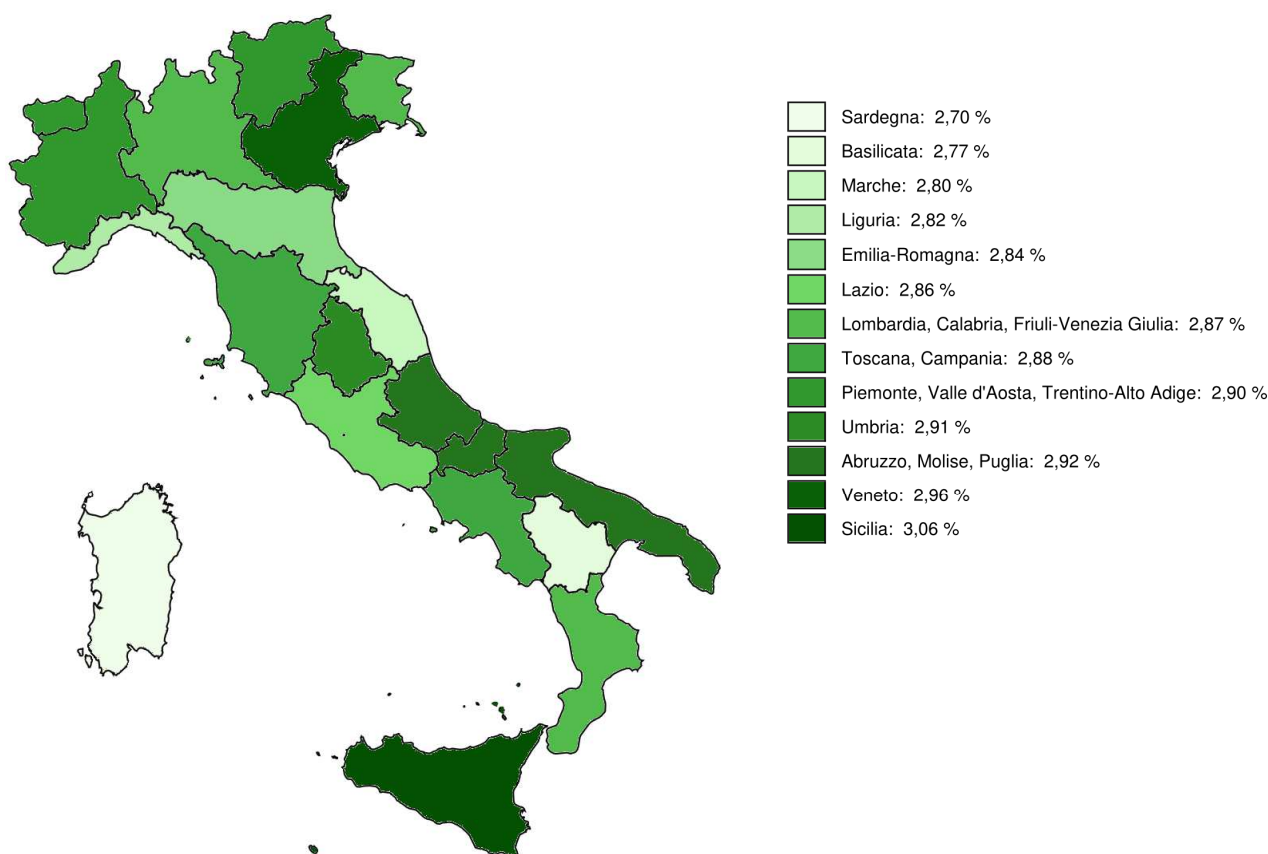 Sardegna: 2,70 %
Basilicata: 2,77 %
Marche: 2,80 %
Liguria: 2,82 %
Emilia-Romagna: 2,84 %
Lazio: 2,86 %
Lombardia, Calabria, Friuli-Venezia Giulia: 2,87 %
Toscana, Campania: 2,88 %
Piemonte, Valle d'Aosta, Trentino-Alto Adige: 2,90 %
Umbria: 2,91 %
Abruzzo, Molise, Puglia: 2,92 %
Veneto: 2,96 %
Sicilia: 3,06 %